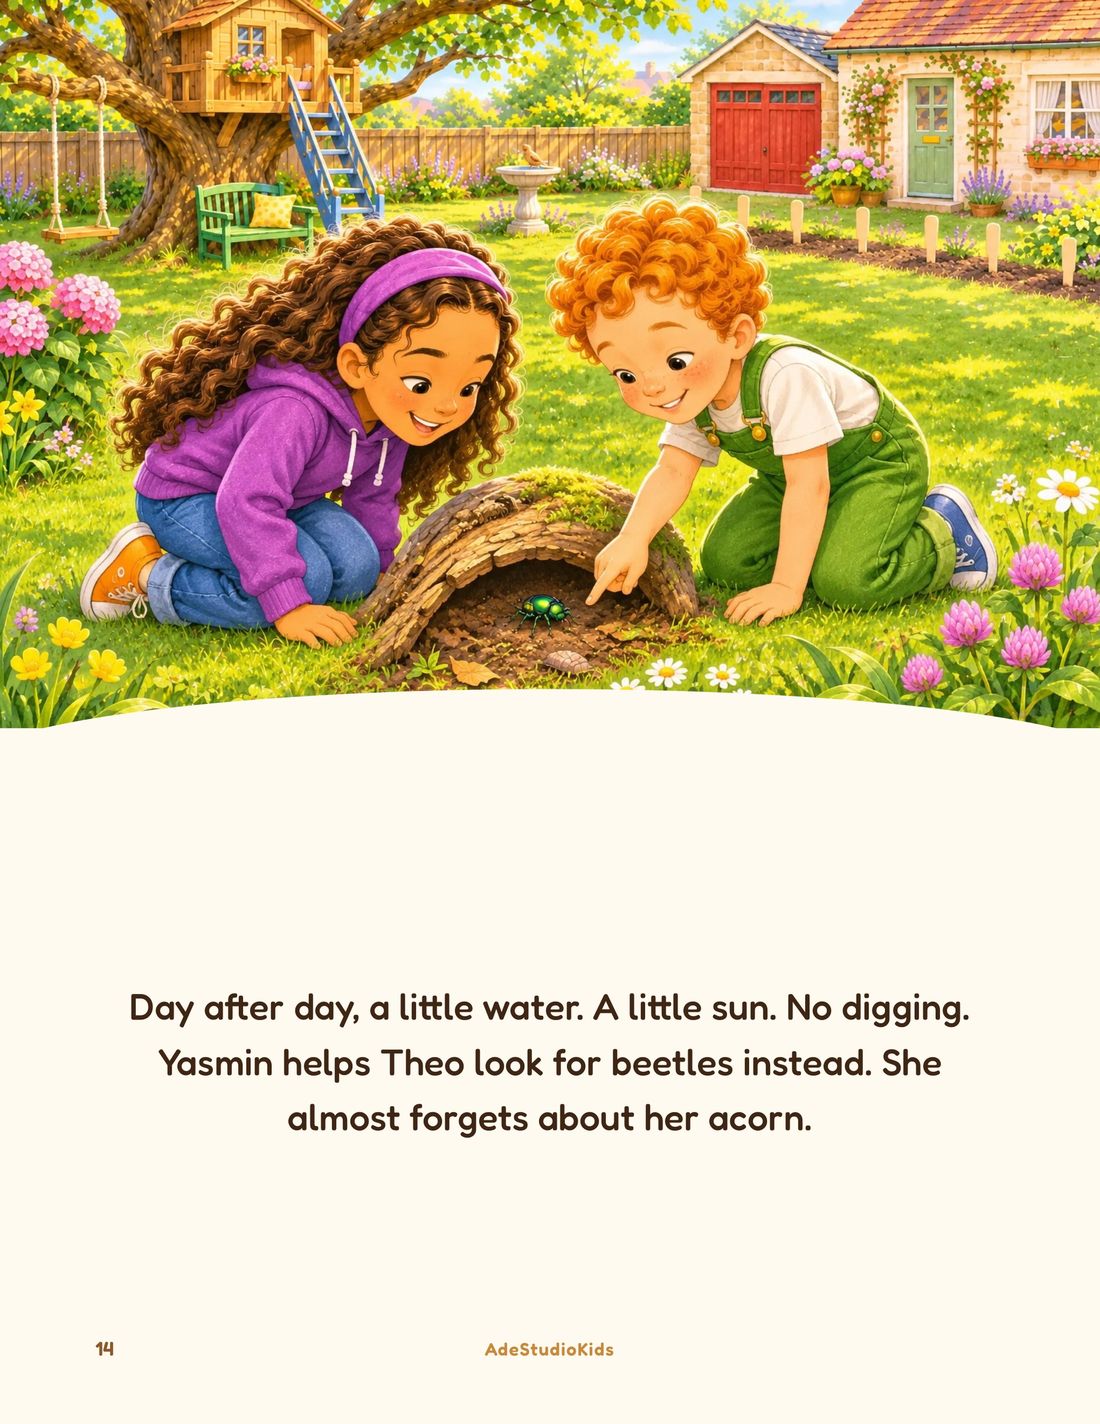 Day after day, a little water. A little sun. No digging.
Yasmin helps Theo look for beetles instead. She
almost forgets about her acorn.
14
AdeStudioKids